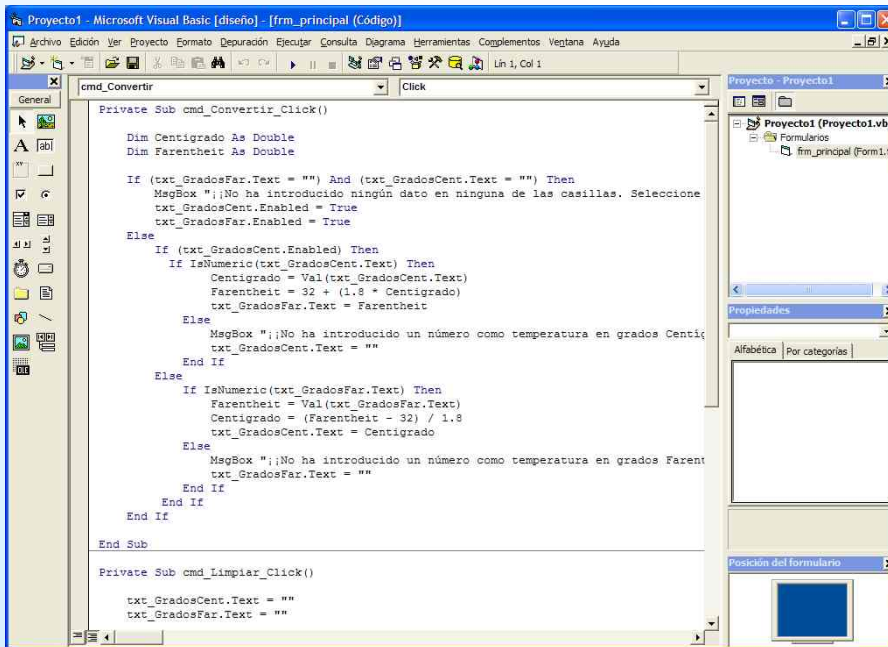 Proyecto1 - Microsoft Visual Basic [diseño] - [frm_principal (Código)]
Archivo Edición Ver Proyecto Formato Depuración Ejecutar Consulta Diagrama Herramientas Complementos Ventana Ayuda
Lín 1, Col 1
General
cmd_Convertir
Click
Private Sub cmd_Convertir_Click()
Dim Centigrado As Double
Dim Farentheit As Double
If (txt_GradosFar.Text = "") And (txt_GradosCent.Text = "") Then
MsgBox "¡¡No ha introducido ningún dato en ninguna de las casillas. Seleccione
txt_GradosCent.Enabled = True
txt_GradosFar.Enabled = True
Else
If (txt_GradosCent.Enabled) Then
If IsNumeric(txt_GradosCent.Text) Then
Centigrado = Val(txt_GradosCent.Text)
Farentheit = 32 + (1.8 * Centigrado)
txt_GradosFar.Text = Farentheit
Else
MsgBox "¡¡No ha introducido un número como temperatura en grados Centig
txt_GradosCent.Text = ""
End If
Else
If IsNumeric(txt_GradosFar.Text) Then
Farentheit = Val(txt_GradosFar.Text)
Centigrado = (Farentheit - 32) / 1.8
txt_GradosCent.Text = Centigrado
Else
MsgBox "¡¡No ha introducido un número como temperatura en grados Farent
txt_GradosFar.Text = ""
End If
End If
End If
End Sub
Private Sub cmd_Limpiar_Click()
txt_GradosCent.Text = ""
txt_GradosFar.Text = ""
Proyecto - Proyecto1
Proyecto1 (Proyecto1.vb
Formularios
frm_principal (Form1.
Propiedades
Alfabética
Por categorías
Posición del formulario
A
ab|
xy
OLE